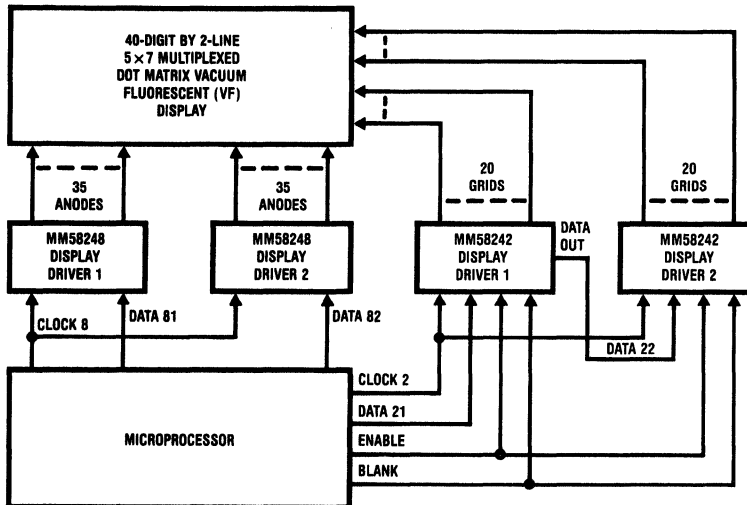 40-DIGIT BY 2-LINE
5 × 7 MULTIPLEXED
DOT MATRIX VACUUM
FLUORESCENT (VF)
DISPLAY
35
ANODES
35
ANODES
20
GRIDS
20
GRIDS
MM58248
DISPLAY
DRIVER 1
MM58248
DISPLAY
DRIVER 2
MM58242
DISPLAY
DRIVER 1
DATA
OUT
MM58242
DISPLAY
DRIVER 2
CLOCK 8
DATA 81
DATA 82
DATA 22
MICROPROCESSOR
CLOCK 2
DATA 21
ENABLE
BLANK